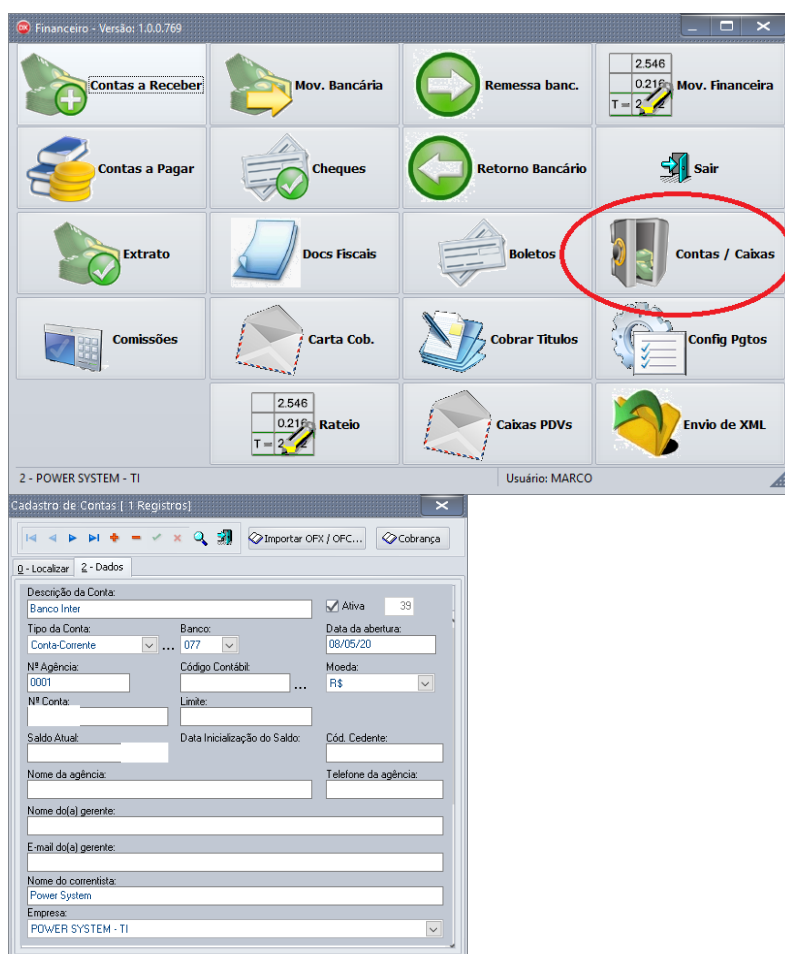 Financeiro - Versão: 1.0.0.769
Contas a Receber
Mov. Bancária
Remessa banc.
2.546
0.216
T =
Mov. Financeira
Contas a Pagar
Cheques
Retorno Bancário
Sair
Extrato
Docs Fiscais
Boletos
Contas / Caixas
Comissões
Carta Cob.
Cobrar Titulos
Config Pgtos
2.546
0.216
T =
Rateio
Caixas PDVs
Envio de XML
2 - POWER SYSTEM - TI
Usuário: MARCO
Cadastro de Contas [ 1 Registros]
Importar OFX / OFC...
Cobrança
0 - Localizar
2 - Dados
Descrição da Conta:
Banco Inter
Ativa
39
Tipo da Conta:
Banco:
Data da abertura:
Conta-Corrente
...
077
08/05/20
Nª Agência:
Código Contábil:
Moeda:
0001
...
R$
Nª Conta:
Limite:
Saldo Atual:
Data Inicialização do Saldo:
Cód. Cedente:
Nome da agência:
Telefone da agência:
Nome do(a) gerente:
E-mail do(a) gerente:
Nome do correntista:
Power System
Empresa:
POWER SYSTEM - TI